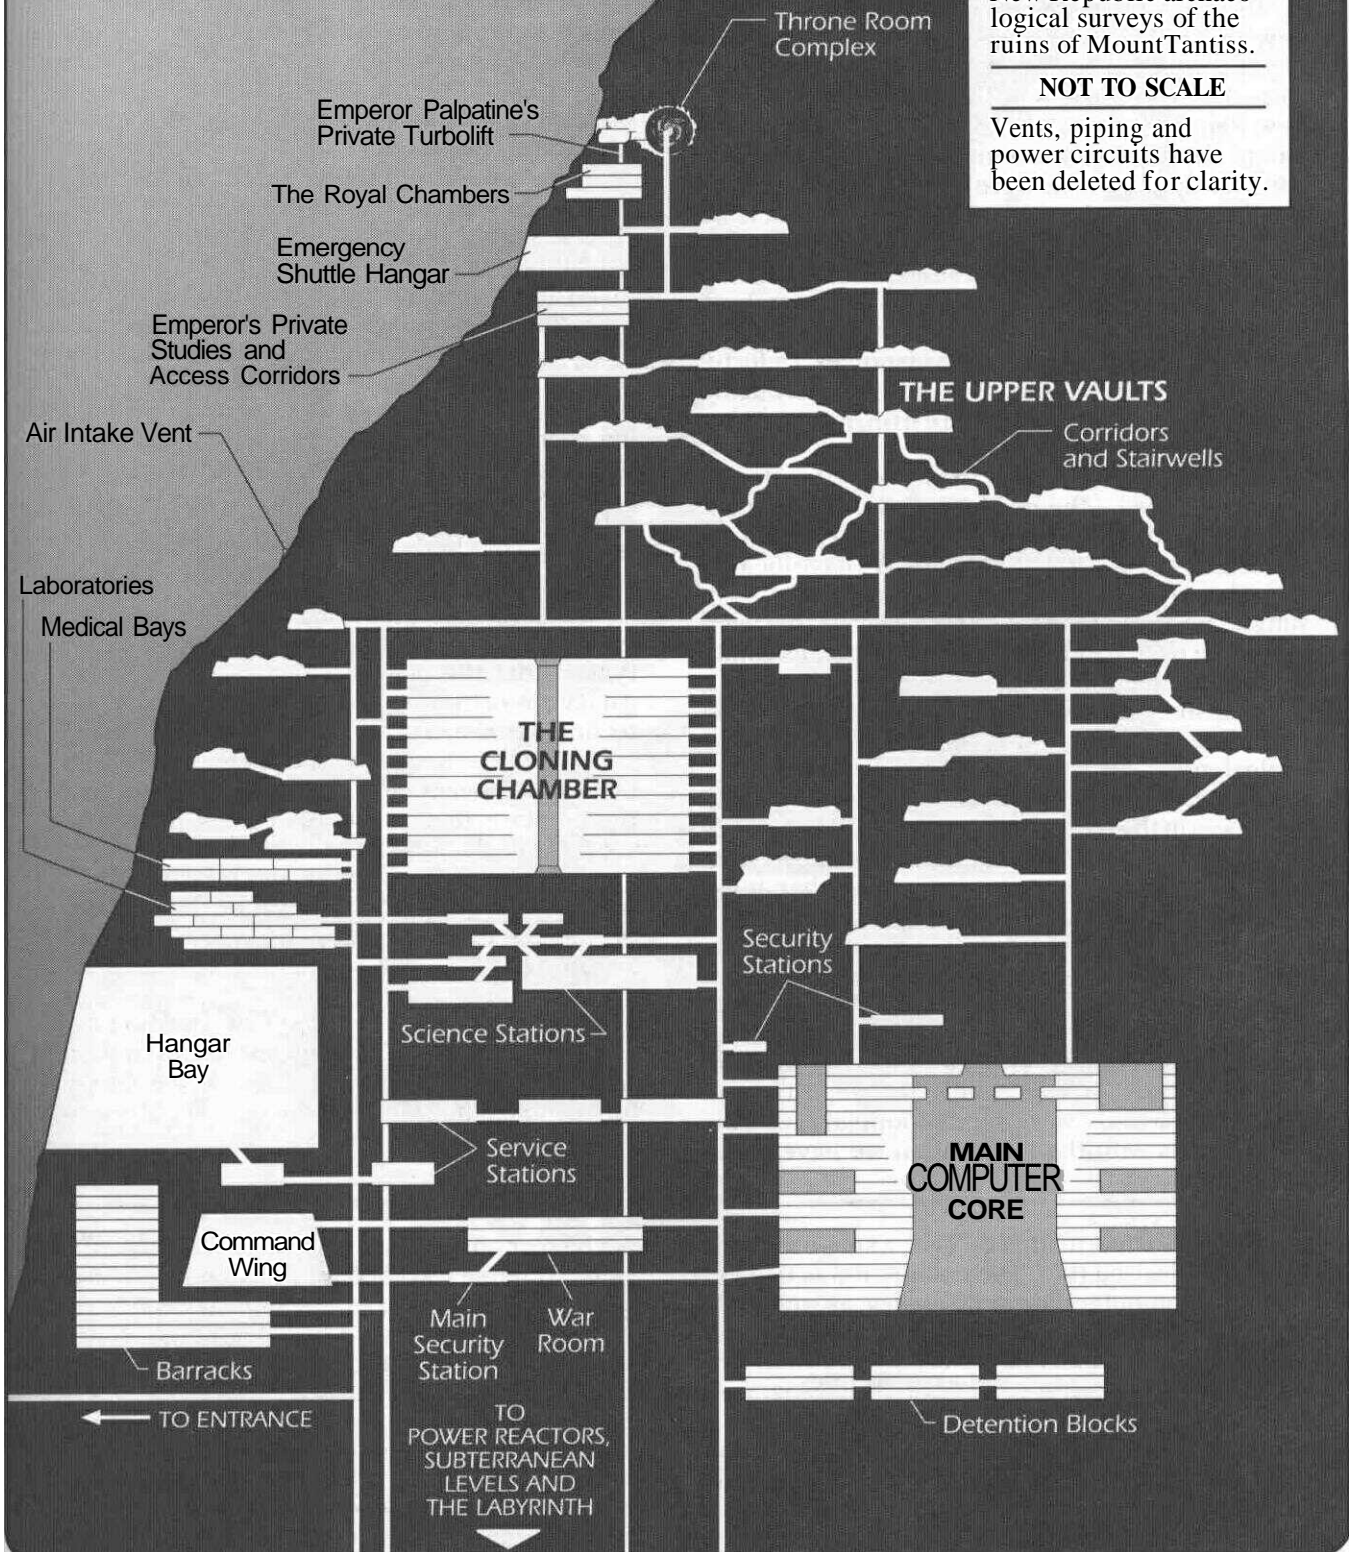 Throne Room
Complex
New Republic archaeo-
logical surveys of the
ruins of MountTantiss.
NOT TO SCALE
Vents, piping and
power circuits have
been deleted for clarity.
Emperor Palpatine's
Private Turbolift
The Royal Chambers
Emergency
Shuttle Hangar
Emperor's Private
Studies and
Access Corridors
THE UPPER VAULTS
Corridors
and Stairwells
Air Intake Vent
Laboratories
Medical Bays
THE
CLONING
CHAMBER
Security
Stations
Science Stations
Hangar
Bay
Service
Stations
MAIN
COMPUTER
CORE
Command
Wing
Main
Security
Station
War
Room
Barracks
TO ENTRANCE
TO
POWER REACTORS,
SUBTERRANEAN
LEVELS AND
THE LABYRINTH
Detention Blocks